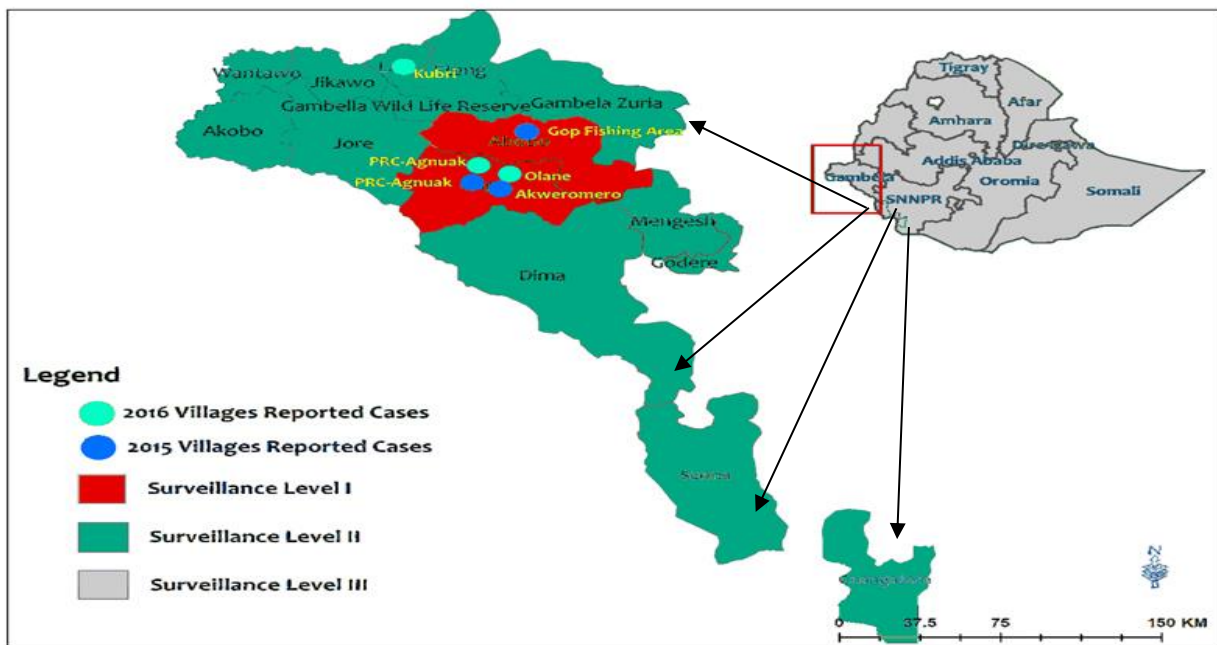 Wantawo
Jikawo
Kubri
Gambella Wild Life Reserve
Gambela Zuria
Akobo
Jore
Gop Fishing Area
PRC-Agnuak
Olane
PRC-Agnuak
Akweromero
Mengesh
Godere
Dima
Tigray
Afar
Amhara
Addis Ababa
Gambela
Oromia
SNNPR
Somali
Legend
2016 Villages Reported Cases
2015 Villages Reported Cases
Surveillance Level I
Surveillance Level II
Surveillance Level III
N
0 37.5 75 150 KM